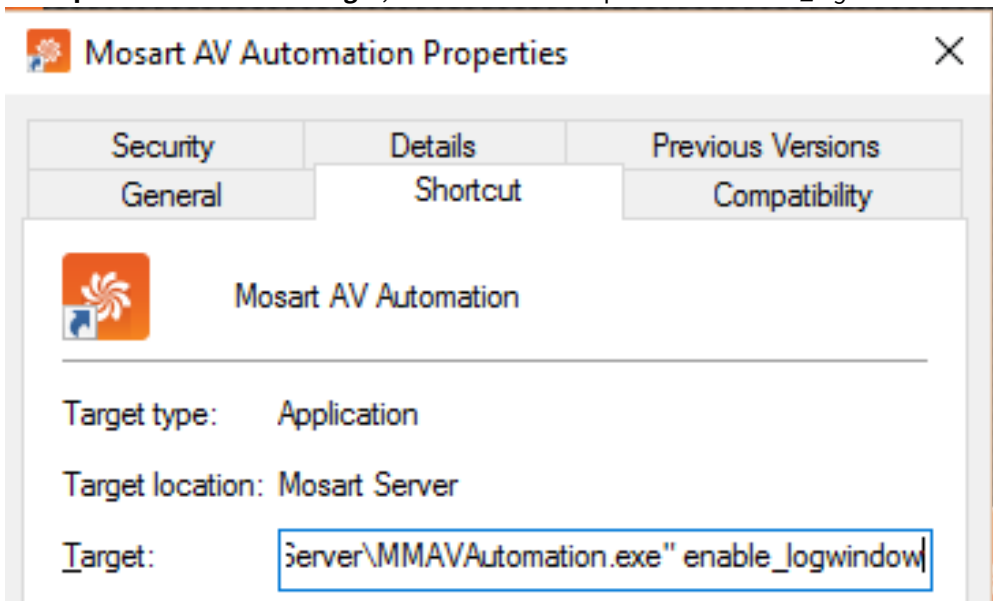 Mosart AV Automation Properties
Security Details Previous Versions
General Shortcut Compatibility
Mosart AV Automation
Target type: Application
Target location: Mosart Server
Target: Server\MMAVAutomation.exe" enable_logwindow